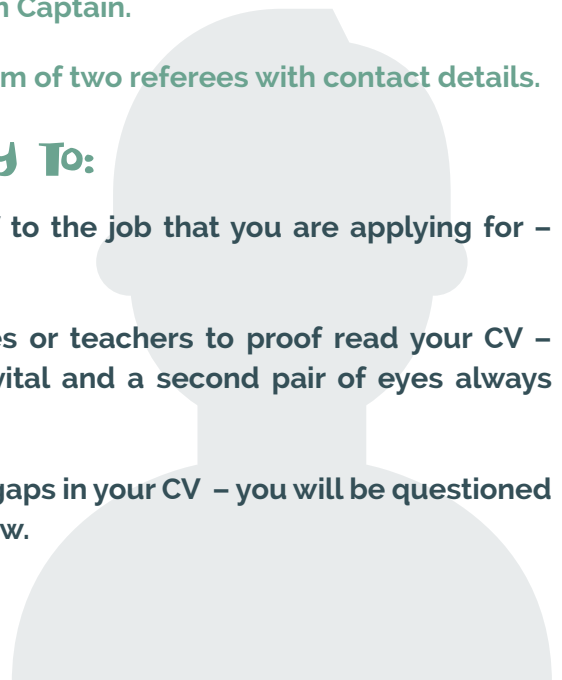 Captain.
of two referees with contact details.
To:
to the job that you are applying for –
or teachers to proof read your CV –
vital and a second pair of eyes always
gaps in your CV – you will be questioned